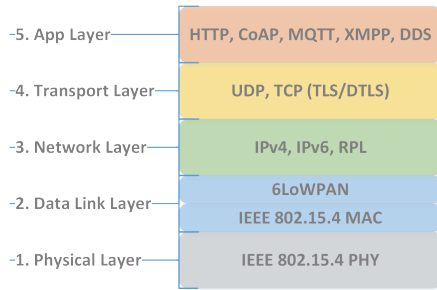 5. App Layer
HTTP, CoAP, MQTT, XMPP, DDS
4. Transport Layer
UDP, TCP (TLS/DTLS)
3. Network Layer
IPv4, IPv6, RPL
2. Data Link Layer
6LoWPAN
IEEE 802.15.4 MAC
1. Physical Layer
IEEE 802.15.4 PHY